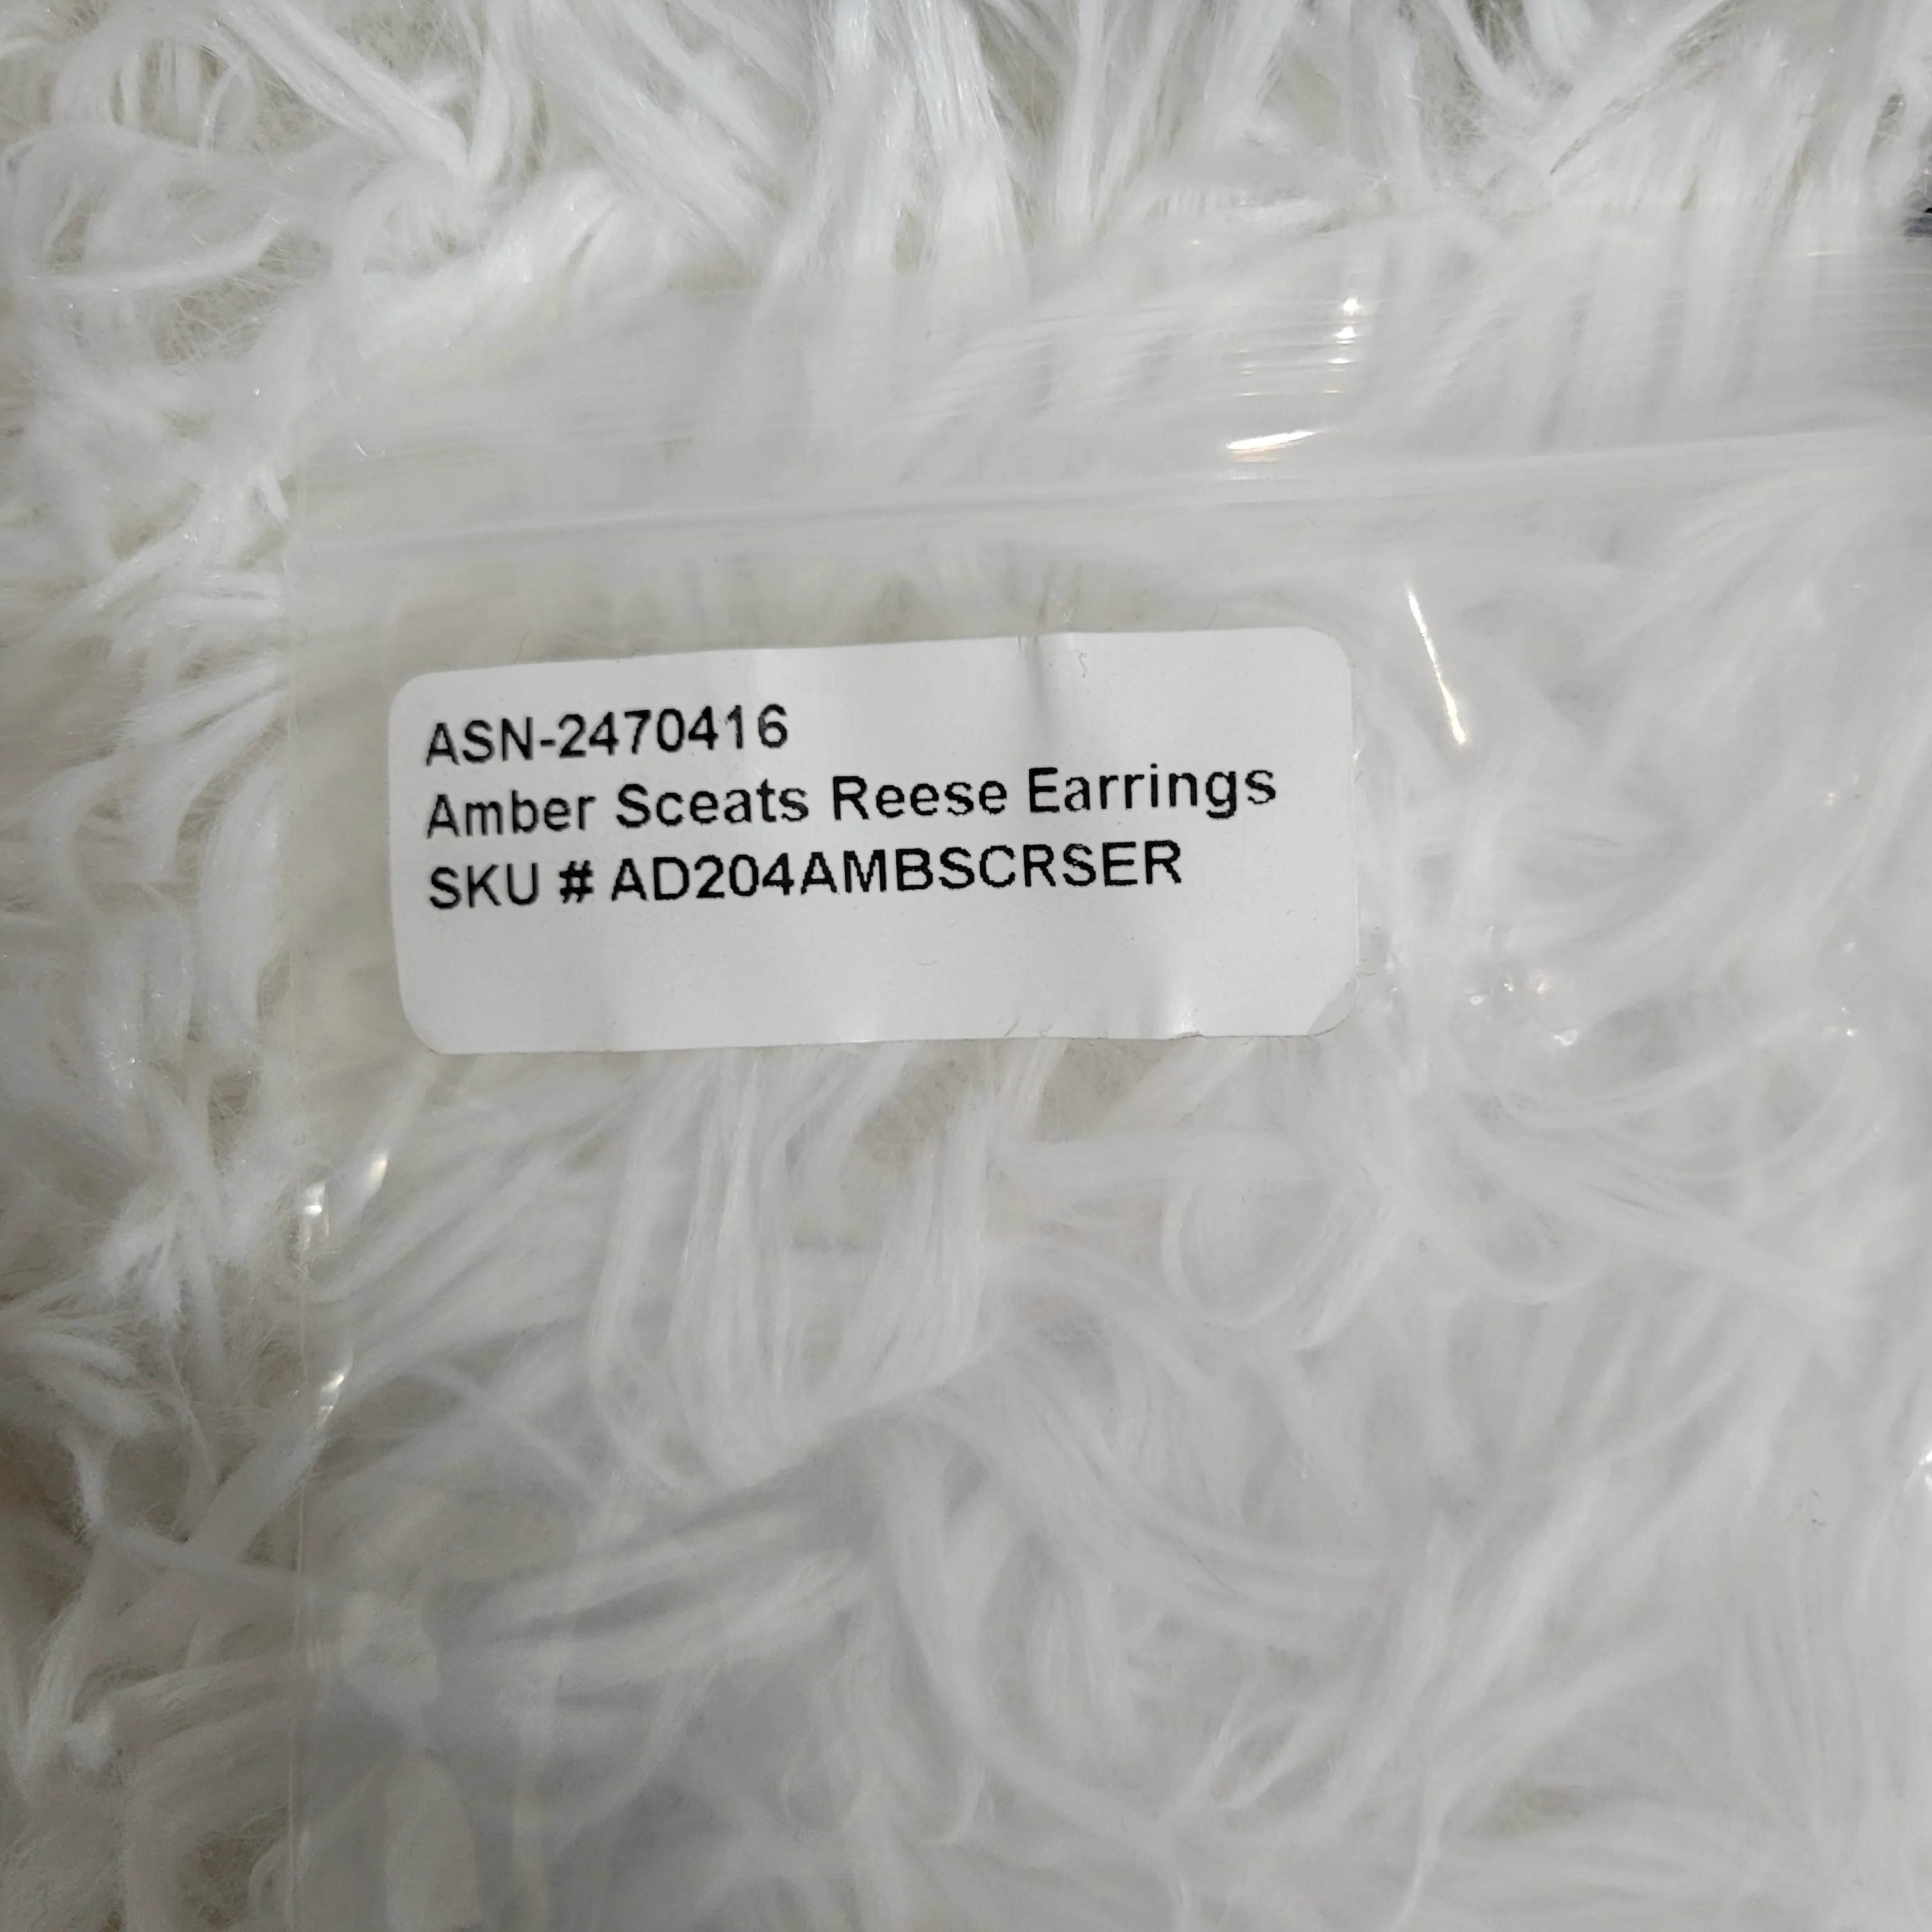 ASN-2470416
Amber Sceats Reese Earrings
SKU # AD204AMBSCRSER